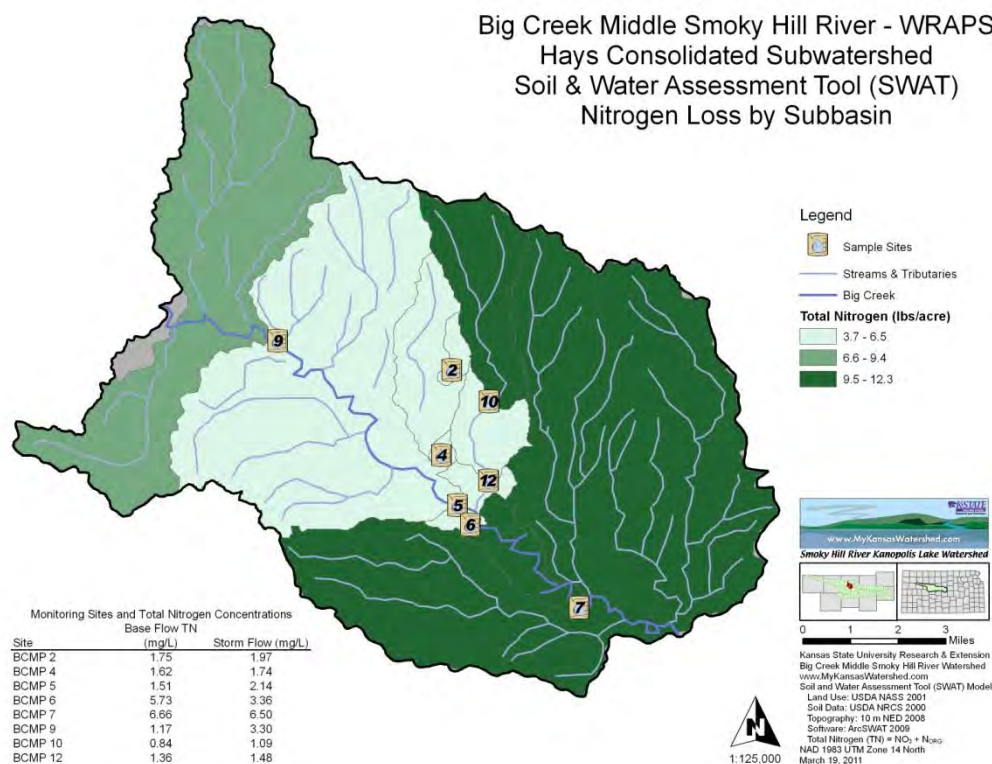 Big Creek Middle Smoky Hill River - WRAPS
Hays Consolidated Subwatershed
Soil & Water Assessment Tool (SWAT)
Nitrogen Loss by Subbasin
Legend
Sample Sites
Streams & Tributaries
Big Creek
Total Nitrogen (lbs/acre)
3.7 - 6.5
6.6 - 9.4
9.5 - 12.3
9
2
10
4
12
5
6
7
K-STATE
www.MyKansasWatershed.com
Smoky Hill River Kanopolis Lake Watershed
0 1 2 3
Miles
Kansas State University Research & Extension
Big Creek Middle Smoky Hill River Watershed
www.MyKansasWatershed.com
Soil and Water Assessment Tool (SWAT) Model
Land Use: USDA NASS 2001
Soil Data: USDA NRCS 2000
Topography: 10 m NED 2008
Software: ArcSWAT 2009
Total Nitrogen (TN) = NO3 + NORG
NAD 1983 UTM Zone 14 North
March 19, 2011
N
1:125,000
Monitoring Sites and Total Nitrogen Concentrations
Base Flow TN
Site (mg/L) Storm Flow (mg/L)
BCMP 2 1.75 1.97
BCMP 4 1.62 1.74
BCMP 5 1.51 2.14
BCMP 6 5.73 3.36
BCMP 7 6.66 6.50
BCMP 9 1.17 3.30
BCMP 10 0.84 1.09
BCMP 12 1.36 1.48